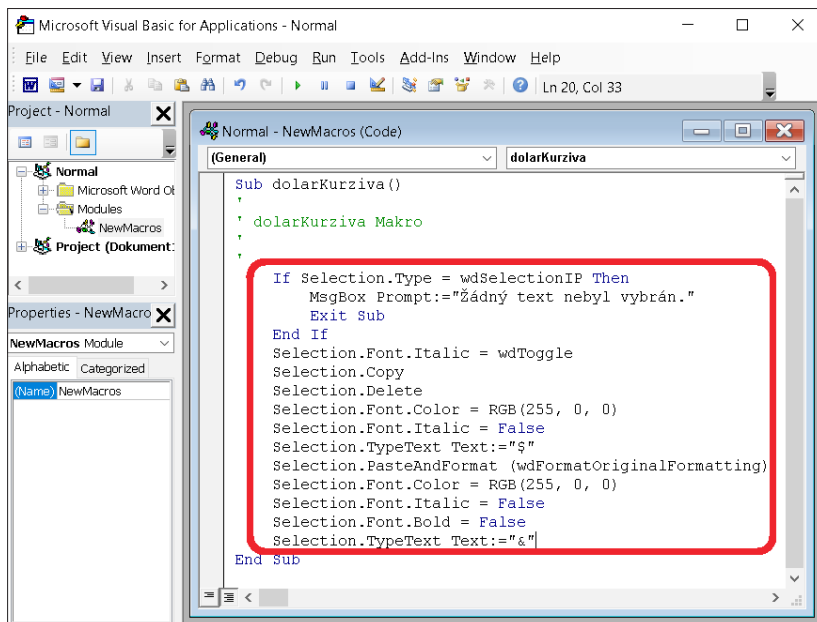 Microsoft Visual Basic for Applications - Normal
File Edit View Insert Format Debug Run Tools Add-Ins Window Help
Ln 20, Col 33
Project - Normal
Normal
Microsoft Word Ob
Modules
NewMacros
Project (Dokument1
Properties - NewMacro
NewMacros Module
Alphabetic Categorized
(Name) NewMacros
Normal - NewMacros (Code)
(General) dolarKurziva
Sub dolarKurziva()
'
' dolarKurziva Makro
'
'
If Selection.Type = wdSelectionIP Then
MsgBox Prompt:="Žádný text nebyl vybrán."
Exit Sub
End If
Selection.Font.Italic = wdToggle
Selection.Copy
Selection.Delete
Selection.Font.Color = RGB(255, 0, 0)
Selection.Font.Italic = False
Selection.TypeText Text:="$"
Selection.PasteAndFormat (wdFormatOriginalFormatting)
Selection.Font.Color = RGB(255, 0, 0)
Selection.Font.Italic = False
Selection.Font.Bold = False
Selection.TypeText Text:="&"
End Sub